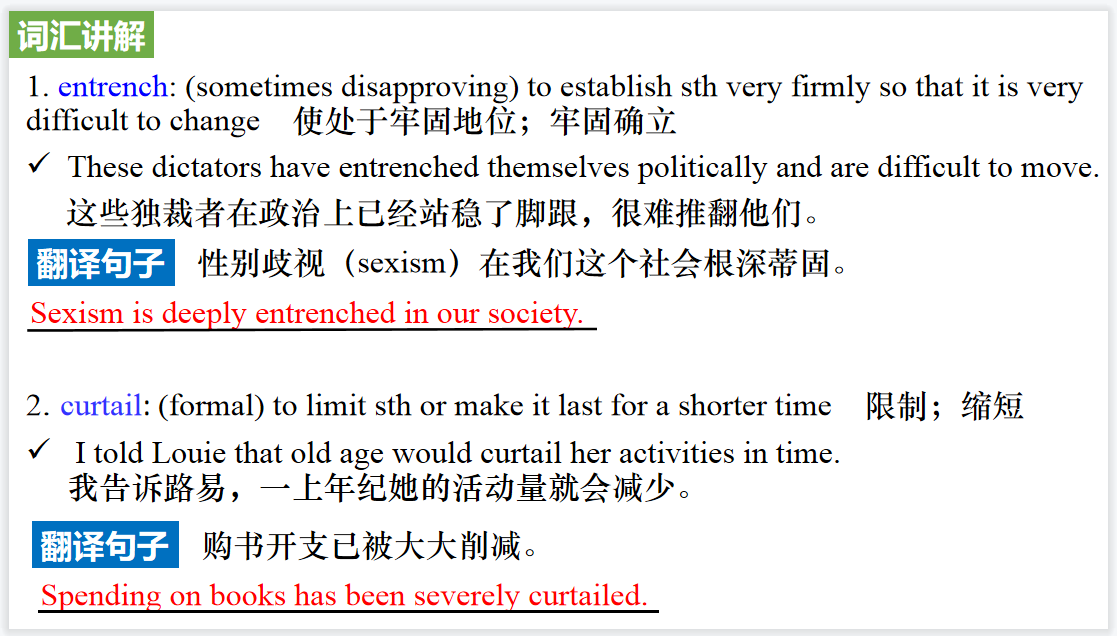 词汇讲解
1. entrench: (sometimes disapproving) to establish sth very firmly so that it is very
difficult to change 使处于牢固地位；牢固确立
✓ These dictators have entrenched themselves politically and are difficult to move.
这些独裁者在政治上已经站稳了脚跟，很难推翻他们。
翻译句子 性别歧视（sexism）在我们这个社会根深蒂固。
Sexism is deeply entrenched in our society.
2. curtail: (formal) to limit sth or make it last for a shorter time 限制；缩短
✓ I told Louie that old age would curtail her activities in time.
我告诉路易，一上年纪她的活动量就会减少。
翻译句子 购书开支已被大大削减。
Spending on books has been severely curtailed.